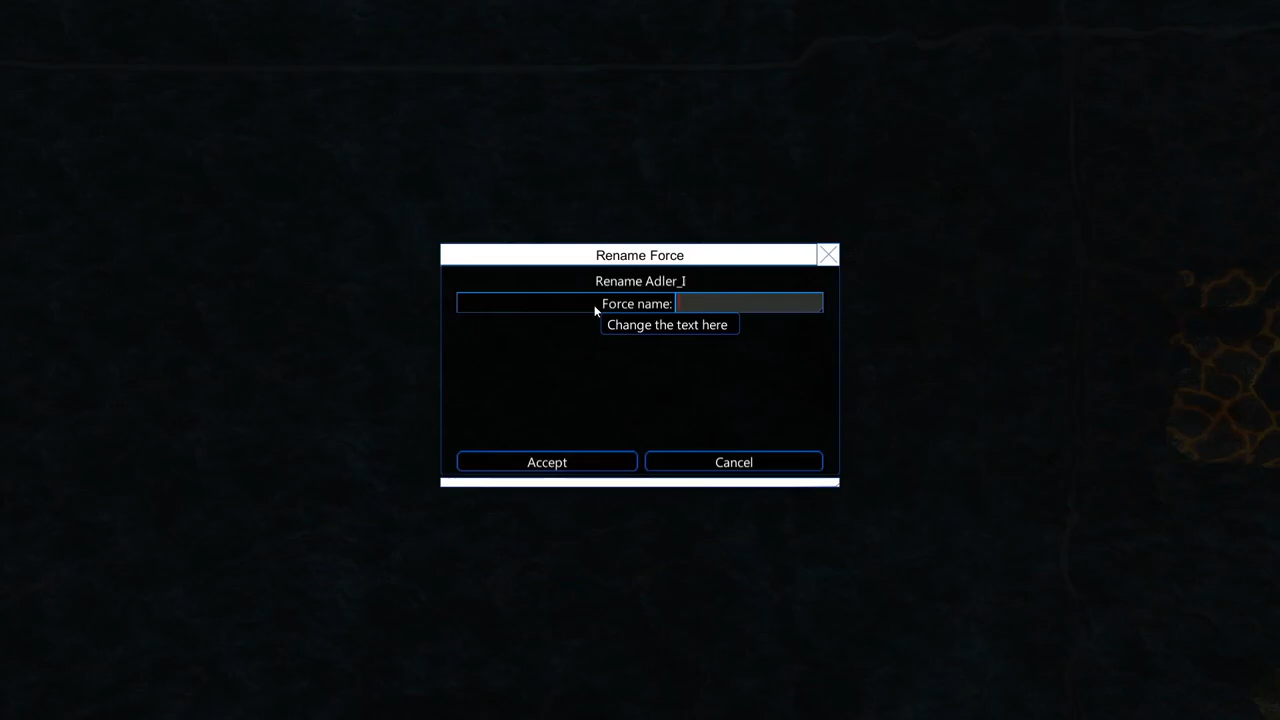 Rename Force
Rename Adler_I
Force name:
Change the text here
Accept
Cancel